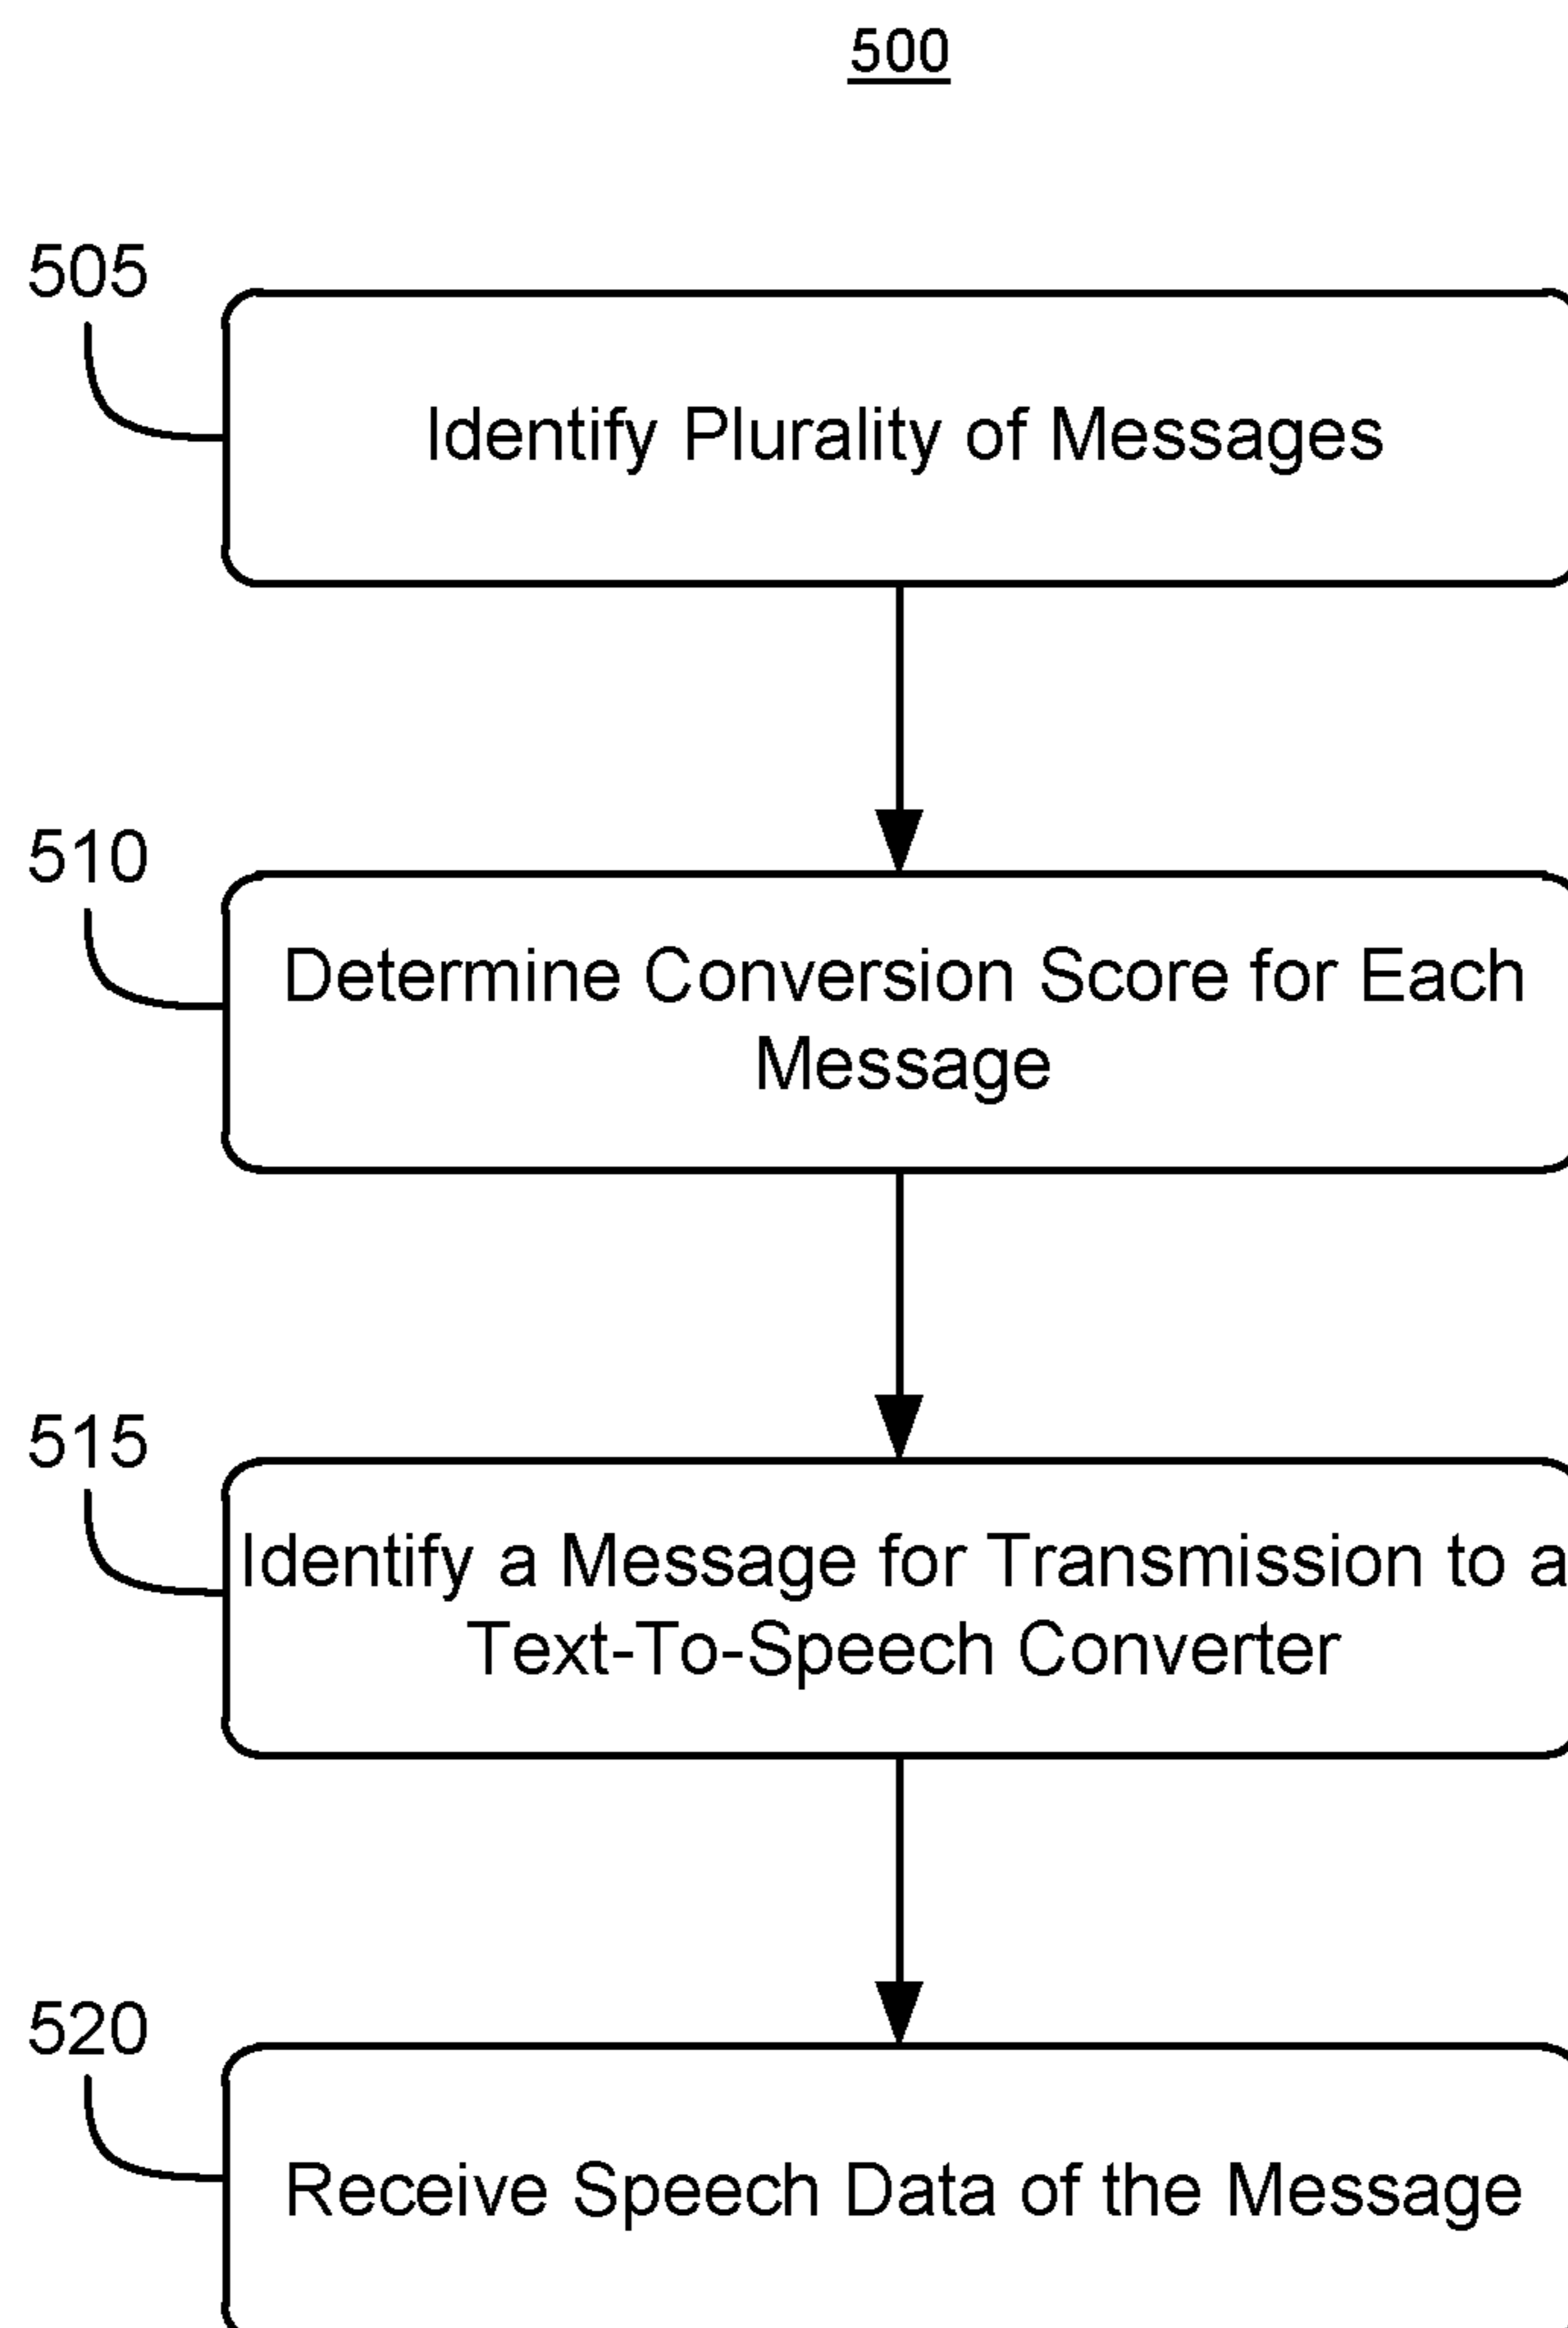 500
505
Identify Plurality of Messages
510
Determine Conversion Score for Each
Message
515
Identify a Message for Transmission to a
Text-To-Speech Converter
520
Receive Speech Data of the Message